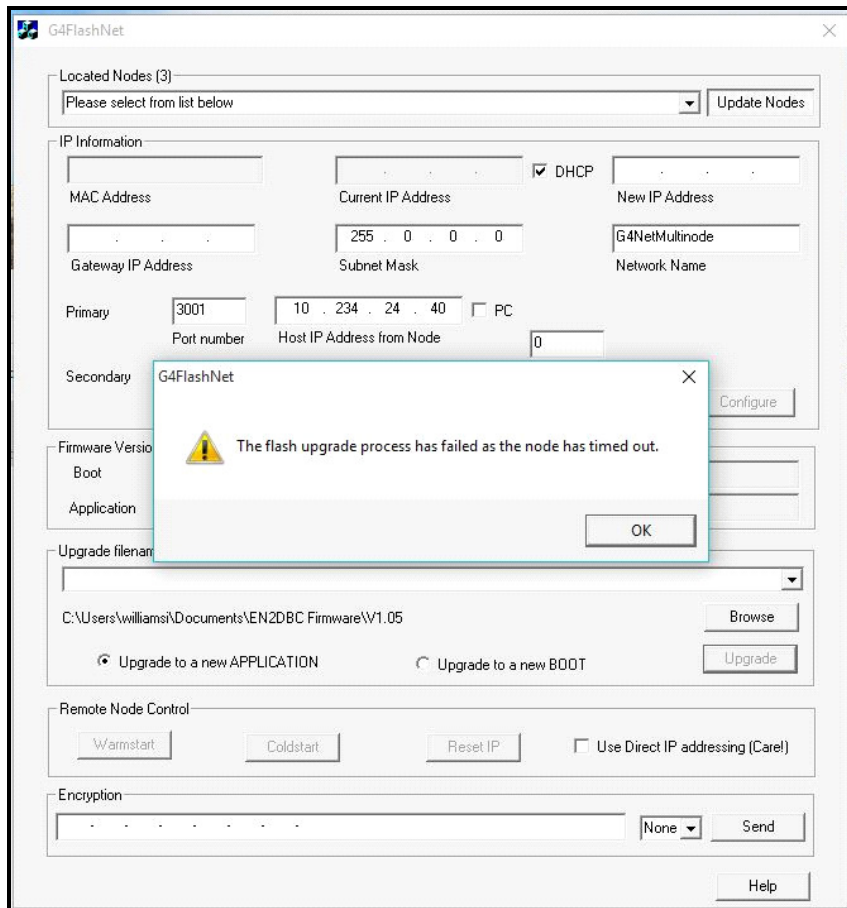 G4FlashNet
Located Nodes (3)
Please select from list below
Update Nodes
IP Information
DHCP
MAC Address
Current IP Address
New IP Address
255 . 0 . 0 . 0
G4NetMultinode
Gateway IP Address
Subnet Mask
Network Name
Primary
3001
10 . 234 . 24 . 40
PC
Port number
Host IP Address from Node
0
Secondary
G4FlashNet
Configure
The flash upgrade process has failed as the node has timed out.
OK
Firmware Versio
Boot
Application
Upgrade filenam
C:\Users\williamsi\Documents\EN2DBC Firmware\V1.05
Browse
Upgrade to a new APPLICATION
Upgrade to a new BOOT
Upgrade
Remote Node Control
Warmstart
Coldstart
Reset IP
Use Direct IP addressing (Care!)
Encryption
- - - - - - -
None
Send
Help